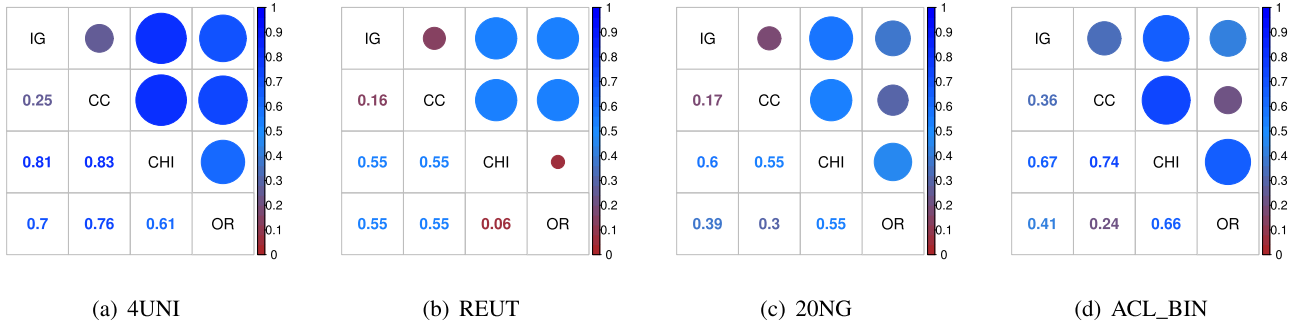 IG
0.25 CC
0.81 0.83 CHI
0.7 0.76 0.61 OR
1
0.9
0.8
0.7
0.6
0.5
0.4
0.3
0.2
0.1
0
(a) 4UNI
IG
0.16 CC
0.55 0.55 CHI
0.55 0.55 0.06 OR
1
0.9
0.8
0.7
0.6
0.5
0.4
0.3
0.2
0.1
0
(b) REUT
IG
0.17 CC
0.6 0.55 CHI
0.39 0.3 0.55 OR
1
0.9
0.8
0.7
0.6
0.5
0.4
0.3
0.2
0.1
0
(c) 20NG
IG
0.36 CC
0.67 0.74 CHI
0.41 0.24 0.66 OR
1
0.9
0.8
0.7
0.6
0.5
0.4
0.3
0.2
0.1
0
(d) ACL_BIN